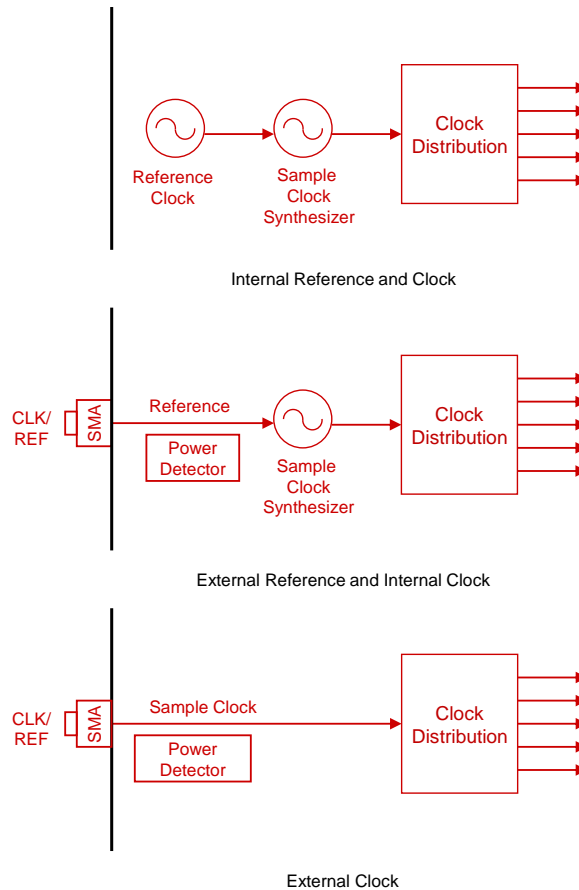 Clock
Distribution
Reference
Clock
Sample
Clock
Synthesizer
Internal Reference and Clock
CLK/
REF
SMA
Reference
Power
Detector
Sample
Clock
Synthesizer
Clock
Distribution
External Reference and Internal Clock
CLK/
REF
SMA
Sample Clock
Power
Detector
Clock
Distribution
External Clock